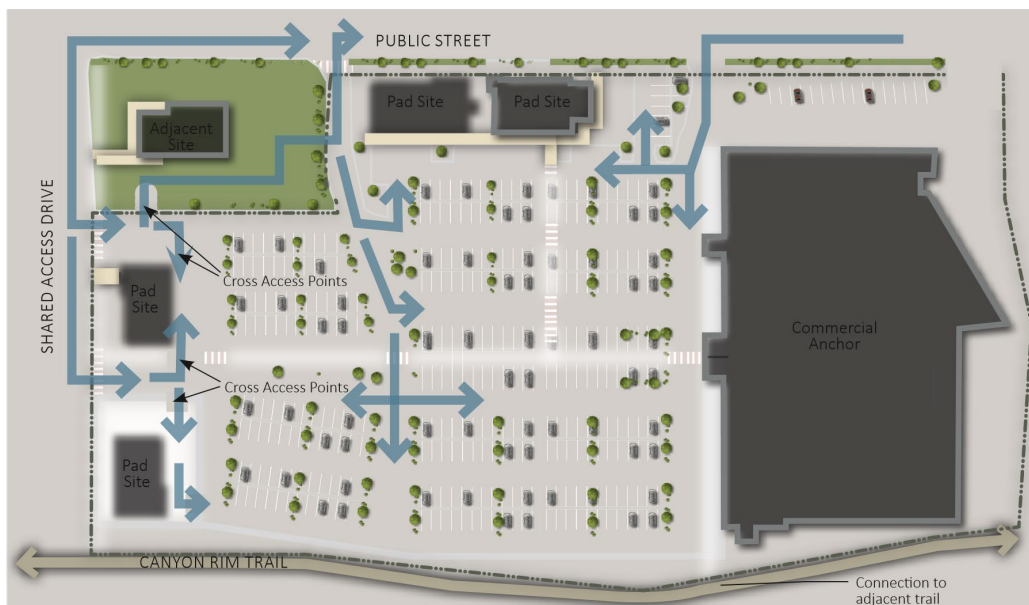 PUBLIC STREET
Pad Site
Pad Site
Adjacent
Site
SHARED ACCESS DRIVE
Cross Access Points
Pad
Site
Commercial
Anchor
Cross Access Points
Pad
Site
CANYON RIM TRAIL
Connection to
adjacent trail